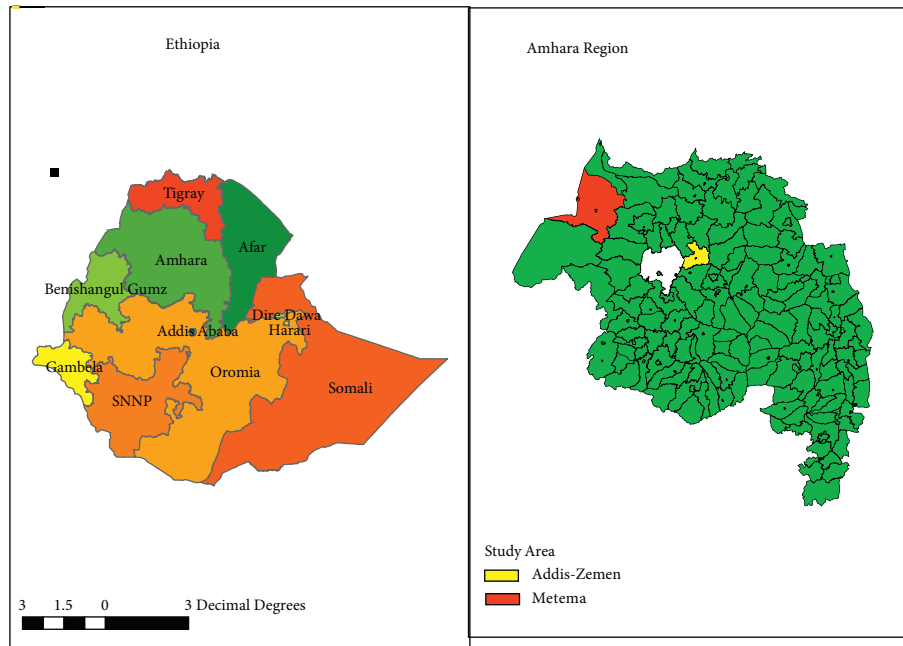 Ethiopia
Tigray
Afar
Amhara
Benishangul Gumz
Dire Dawa
Addis Ababa
Harari
Gambela
Oromia
Somali
SNNP
3 1.5 0 3 Decimal Degrees
Amhara Region
Study Area
Addis-Zemen
Metema